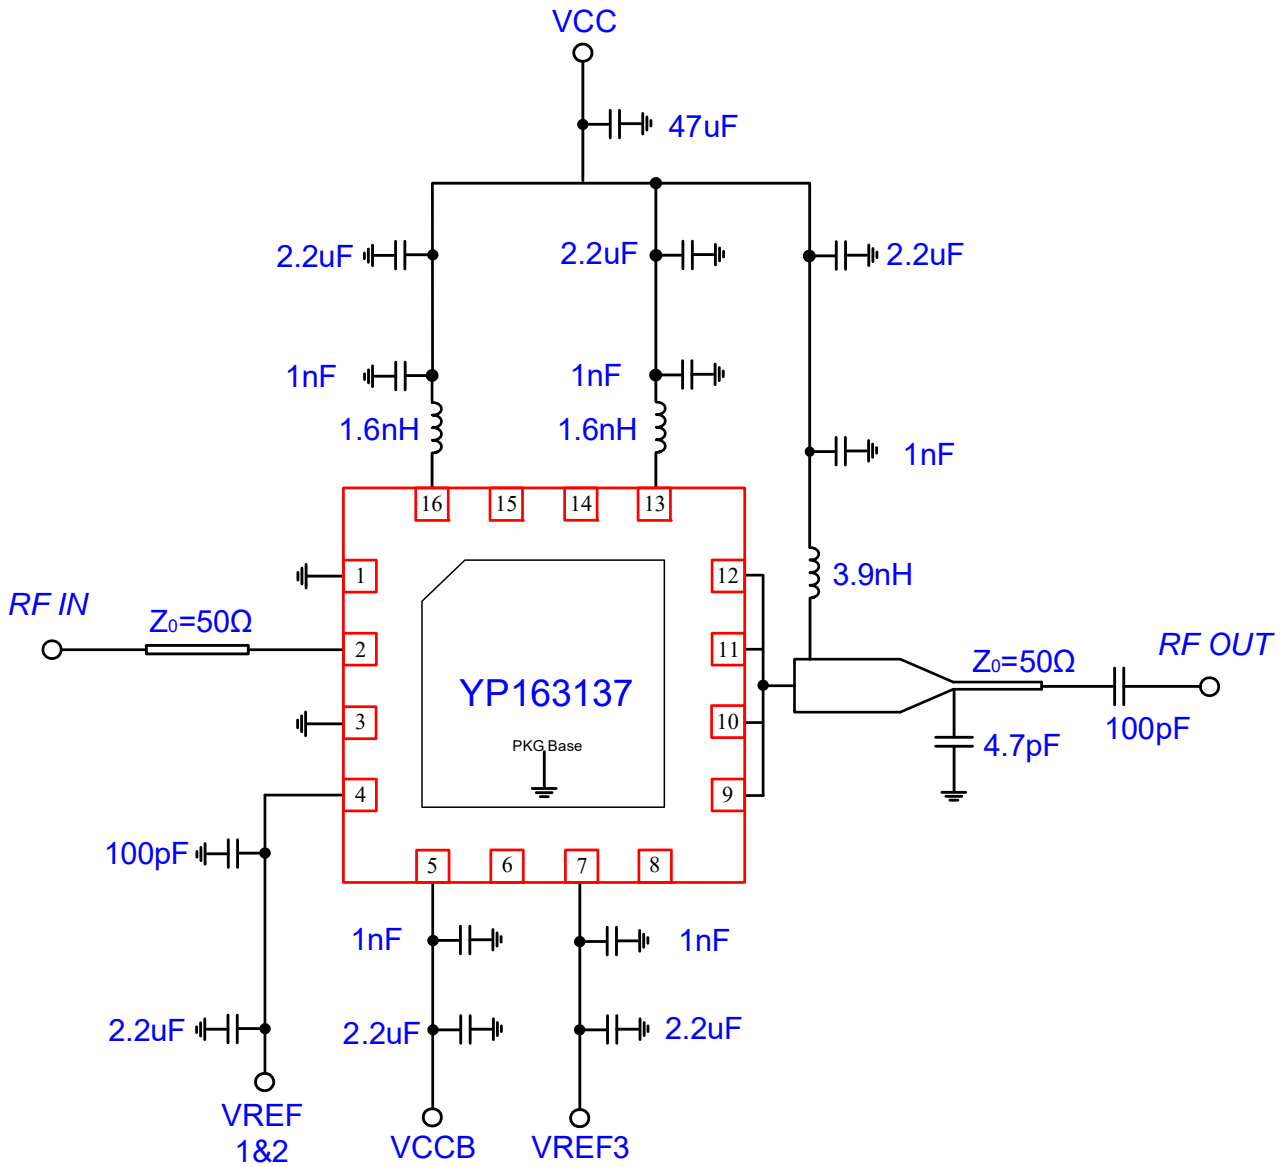 VCC
47uF
2.2uF
2.2uF
2.2uF
1nF
1nF
1.6nH
1.6nH
1nF
16
15
14
13
1
12
3.9nH
RF IN
Z0=50Ω
2
11
Z0=50Ω
RF OUT
YP163137
3
10
100pF
PKG Base
4.7pF
4
9
100pF
5
6
7
8
1nF
1nF
2.2uF
2.2uF
2.2uF
VREF
1&2
VCCB
VREF3